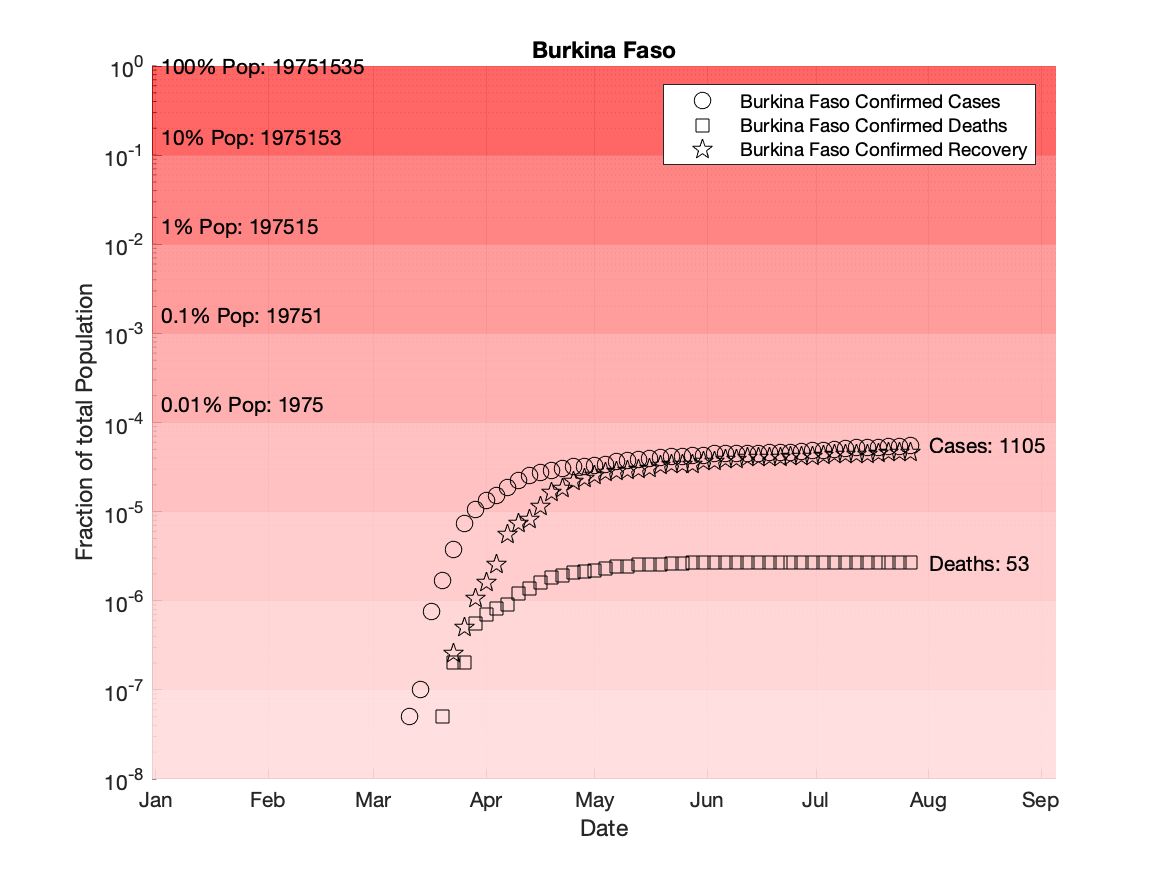 Burkina Faso
10^0
100% Pop: 19751535
Burkina Faso Confirmed Cases
Burkina Faso Confirmed Deaths
Burkina Faso Confirmed Recovery
10% Pop: 1975153
10^-1
1% Pop: 197515
10^-2
0.1% Pop: 19751
10^-3
0.01% Pop: 1975
10^-4
Cases: 1105
10^-5
Deaths: 53
10^-6
10^-7
10^-8
Fraction of total Population
Jan Feb Mar Apr May Jun Jul Aug Sep
Date